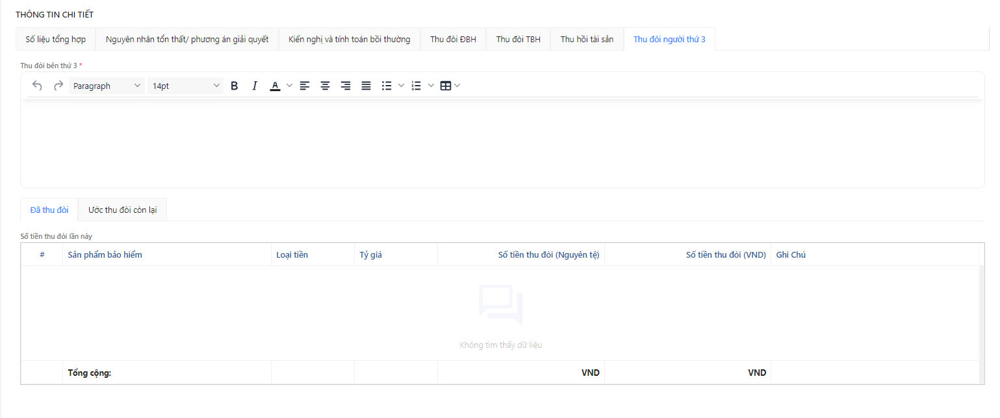 THÔNG TIN CHI TIẾT
Số liệu tổng hợp Nguyên nhân tổn thất/ phương án giải quyết Kiến nghị và tính toán bồi thường Thu đòi ĐBH Thu đòi TBH Thu hồi tài sản Thu đòi người thứ 3
Thu đòi bên thứ 3 *
Paragraph 14pt B I A
Đã thu đòi Ước thu đòi còn lại
Số tiền thu đòi lần này
# Sản phẩm bảo hiểm Loại tiền Tỷ giá Số tiền thu đòi (Nguyên tệ) Số tiền thu đòi (VND) Ghi Chú
Không tìm thấy dữ liệu
Tổng cộng: VND VND